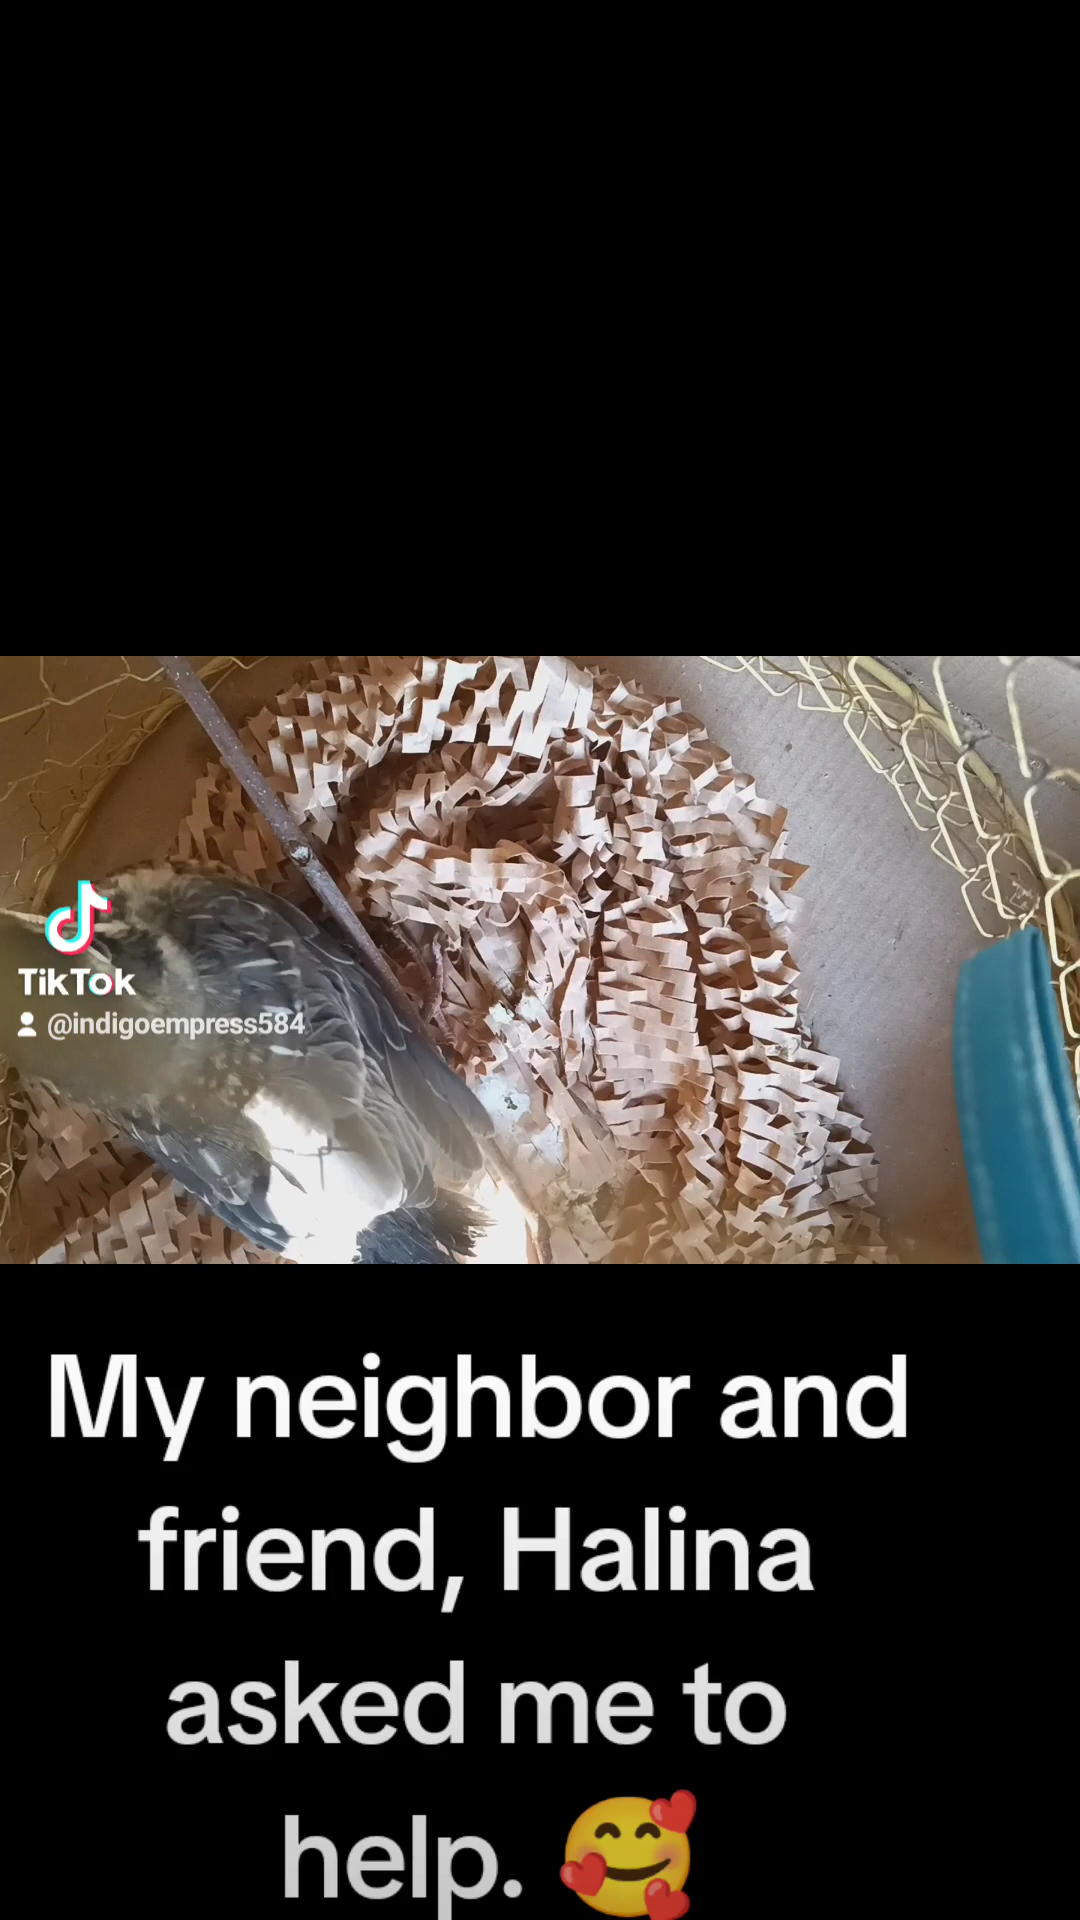 TikTok
@indigoempress584
My neighbor and
friend, Halina
asked me to
help. 🥰